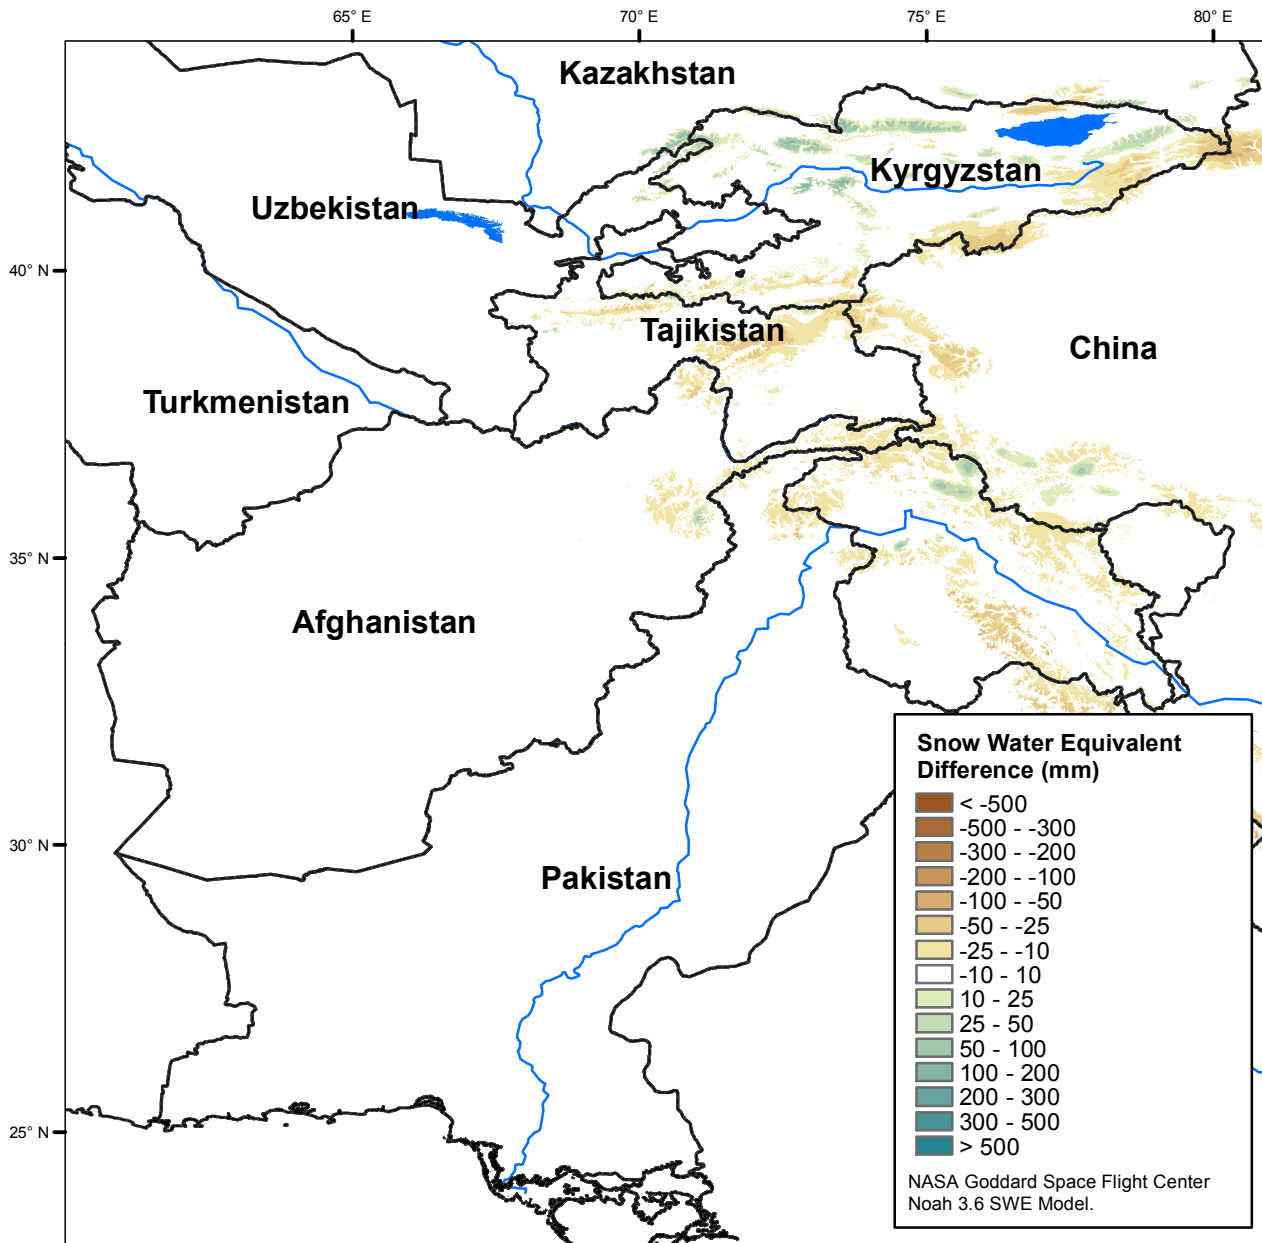 65° E
70° E
75° E
80° E
Kazakhstan
Kyrgyzstan
Uzbekistan
40° N
Tajikistan
China
Turkmenistan
35° N
Afghanistan
Snow Water Equivalent
Difference (mm)
< -500
-500 - -300
-300 - -200
-200 - -100
-100 - -50
-50 - -25
-25 - -10
-10 - 10
10 - 25
25 - 50
50 - 100
100 - 200
200 - 300
300 - 500
> 500
NASA Goddard Space Flight Center
Noah 3.6 SWE Model.
30° N
Pakistan
25° N